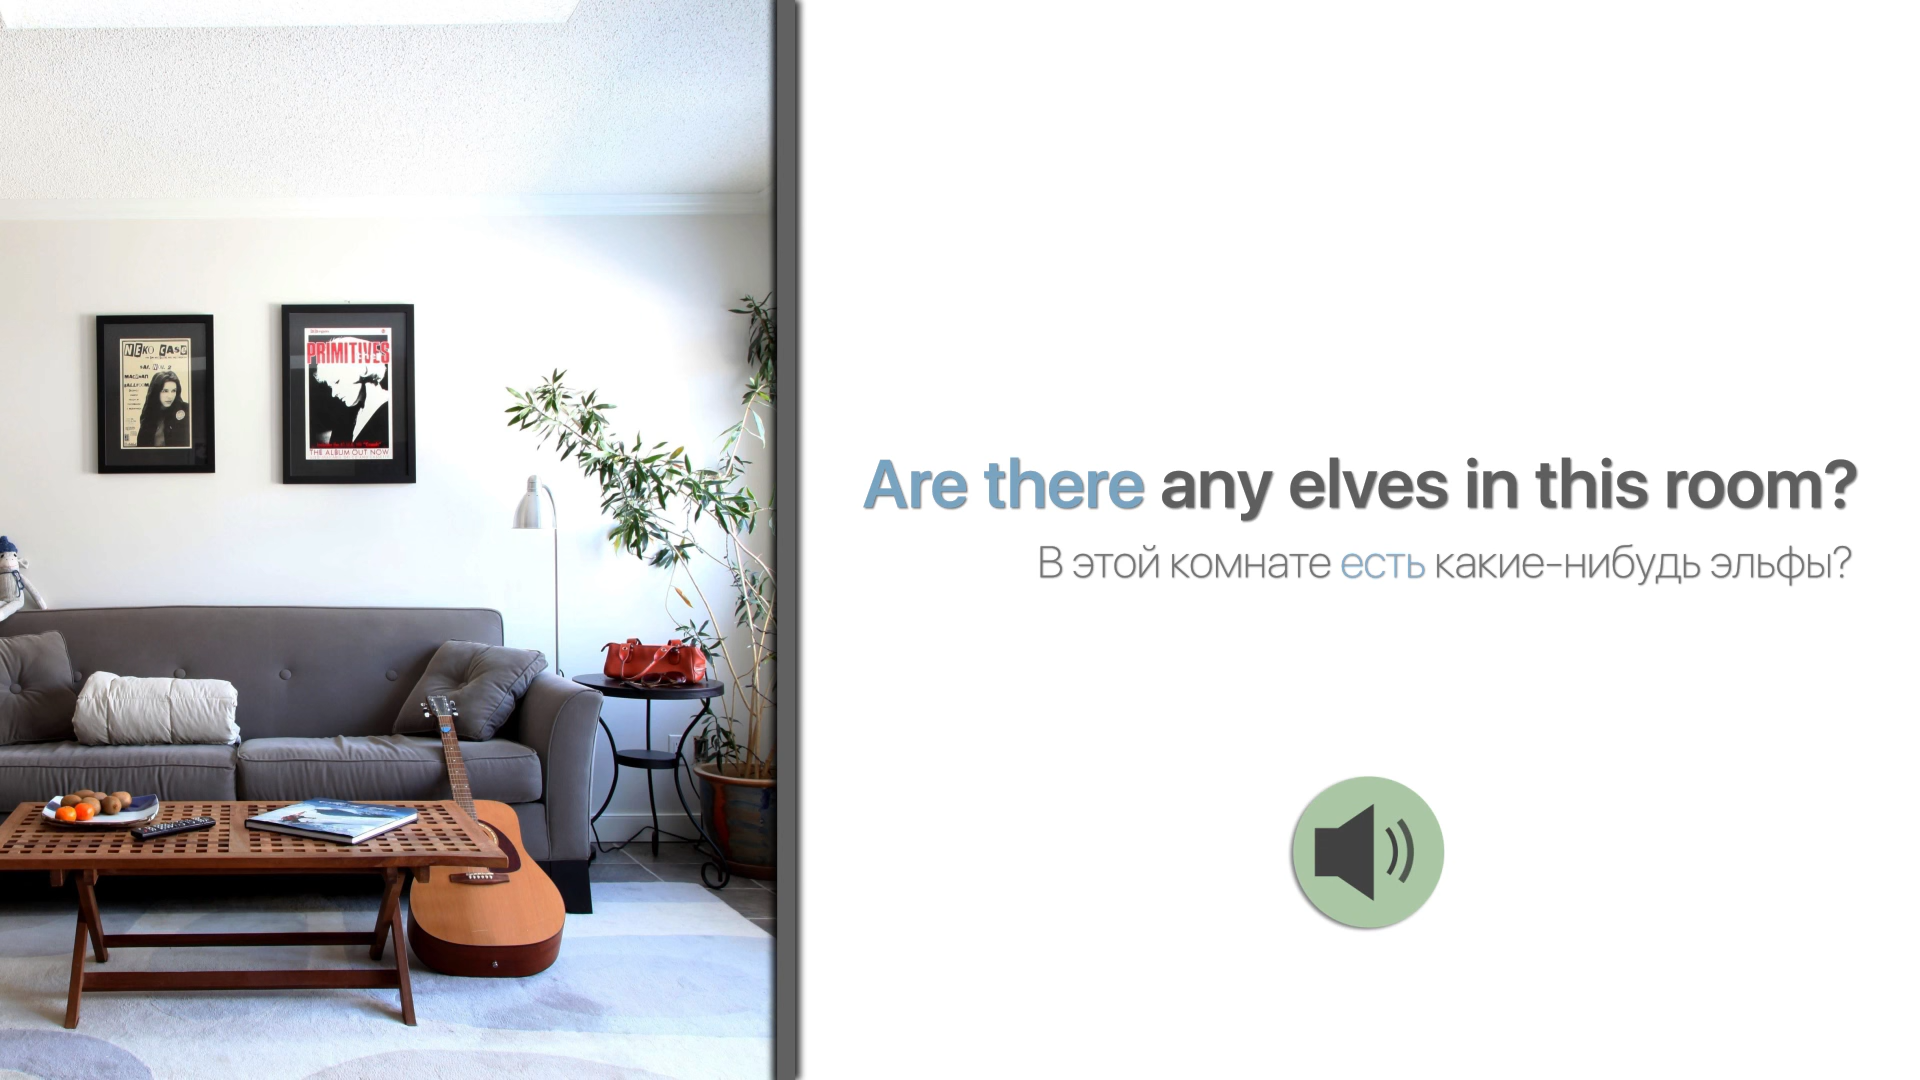 NEKO CASE
PRIMITIVES
THE ALBUM OUT NOW
Are there any elves in this room?
В этой комнате есть какие-нибудь эльфы?